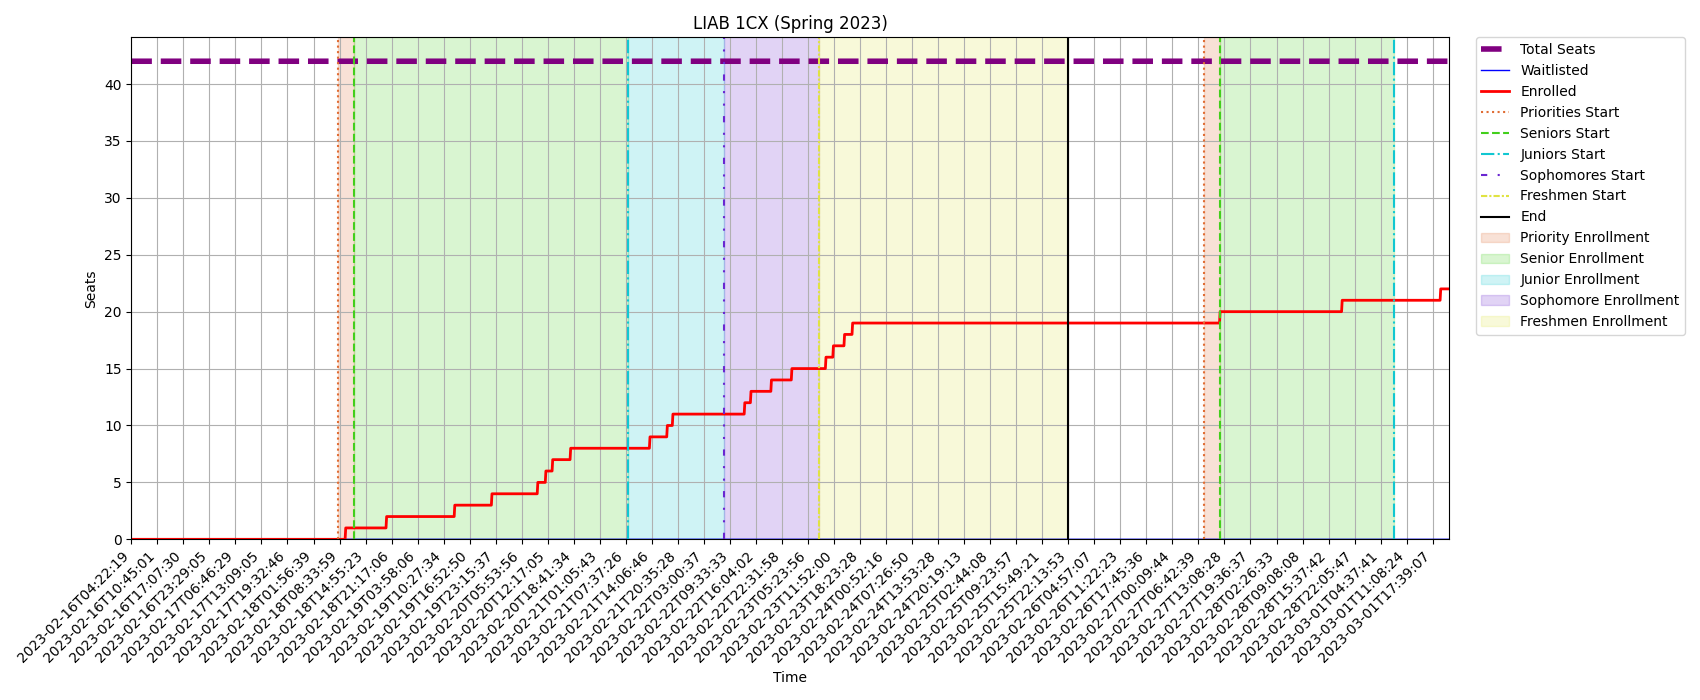 LIAB 1CX (Spring 2023)
Seats
40
35
30
25
20
15
10
5
0
2023-02-16T04:22:19
2023-02-16T10:45:01
2023-02-16T17:07:30
2023-02-16T23:29:05
2023-02-17T06:46:29
2023-02-17T13:09:05
2023-02-17T19:32:46
2023-02-18T01:56:39
2023-02-18T08:33:59
2023-02-18T14:55:23
2023-02-18T21:17:06
2023-02-19T03:58:06
2023-02-19T10:27:34
2023-02-19T16:52:50
2023-02-19T23:15:37
2023-02-20T05:53:56
2023-02-20T12:17:05
2023-02-20T18:41:34
2023-02-21T01:05:43
2023-02-21T07:37:26
2023-02-21T14:06:46
2023-02-21T20:35:28
2023-02-22T03:00:37
2023-02-22T09:33:33
2023-02-22T16:04:02
2023-02-22T22:31:58
2023-02-23T05:23:56
2023-02-23T11:52:00
2023-02-23T18:23:28
2023-02-24T00:52:16
2023-02-24T07:26:50
2023-02-24T13:53:28
2023-02-24T20:19:13
2023-02-25T02:44:08
2023-02-25T09:23:57
2023-02-25T15:49:21
2023-02-25T22:13:53
2023-02-26T04:57:07
2023-02-26T11:22:23
2023-02-26T17:45:36
2023-02-27T00:09:44
2023-02-27T06:42:39
2023-02-27T13:08:28
2023-02-27T19:36:37
2023-02-28T02:26:33
2023-02-28T09:08:08
2023-02-28T15:37:42
2023-02-28T22:05:47
2023-03-01T04:37:41
2023-03-01T11:08:24
2023-03-01T17:39:07
Time
Total Seats
Waitlisted
Enrolled
Priorities Start
Seniors Start
Juniors Start
Sophomores Start
Freshmen Start
End
Priority Enrollment
Senior Enrollment
Junior Enrollment
Sophomore Enrollment
Freshmen Enrollment